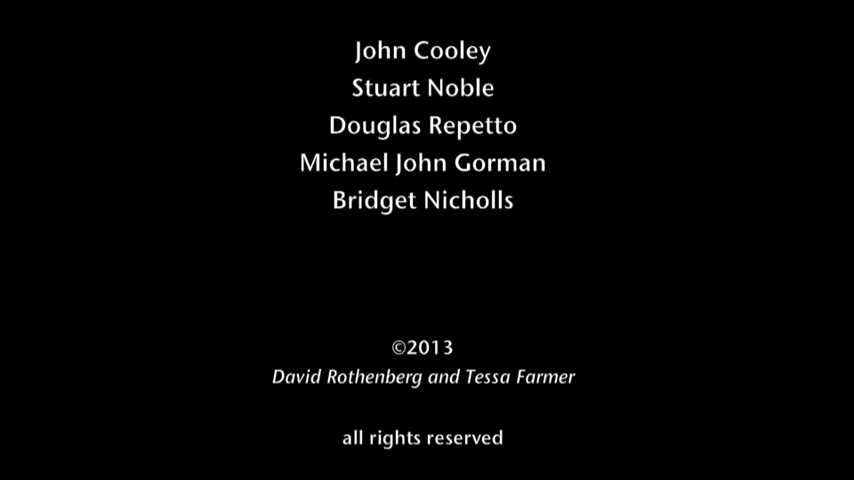 John Cooley
Stuart Noble
Douglas Repetto
Michael John Gorman
Bridget Nicholls
©2013
David Rothenberg and Tessa Farmer
all rights reserved